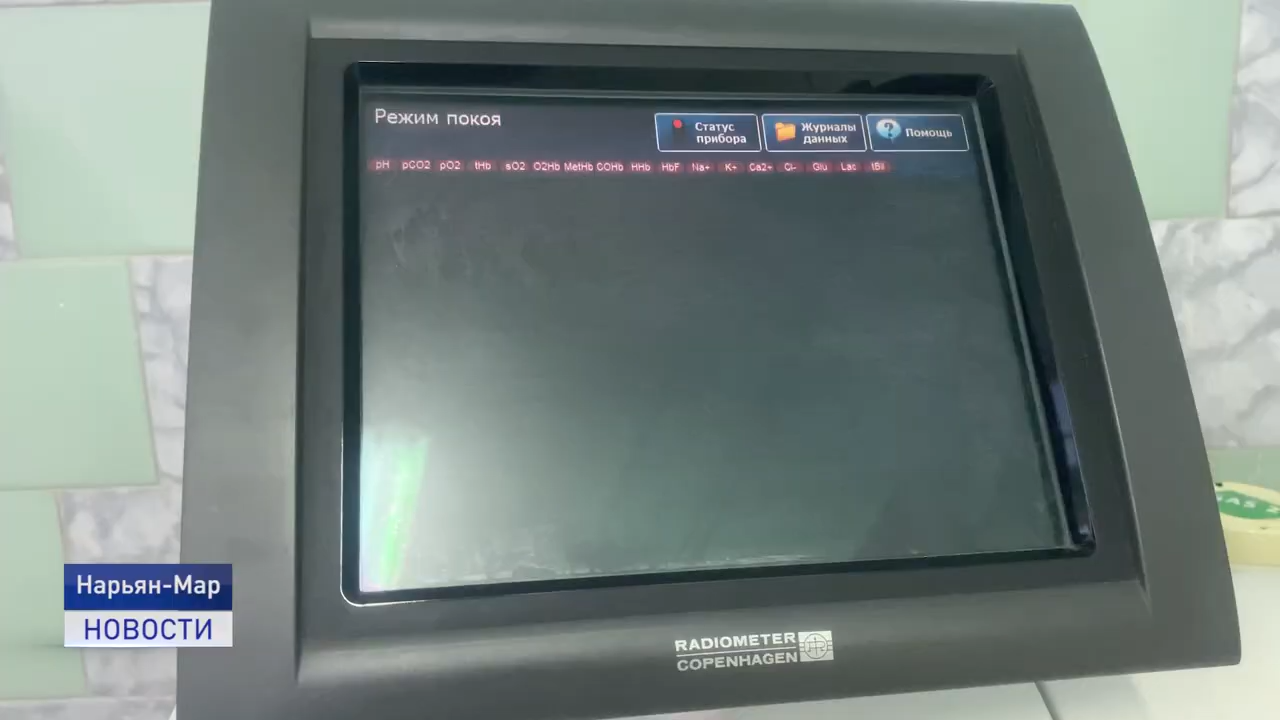 Режим покоя
Статус
прибора
Журналы
данных
Помощь
pH pCO2 pO2 tHb sO2 O2Hb MetHb COHb HHb HbF Na+ K+ Ca2+ Cl- Glu Lac tBil
Нарьян-Мар
НОВОСТИ
RADIOMETER
COPENHAGEN